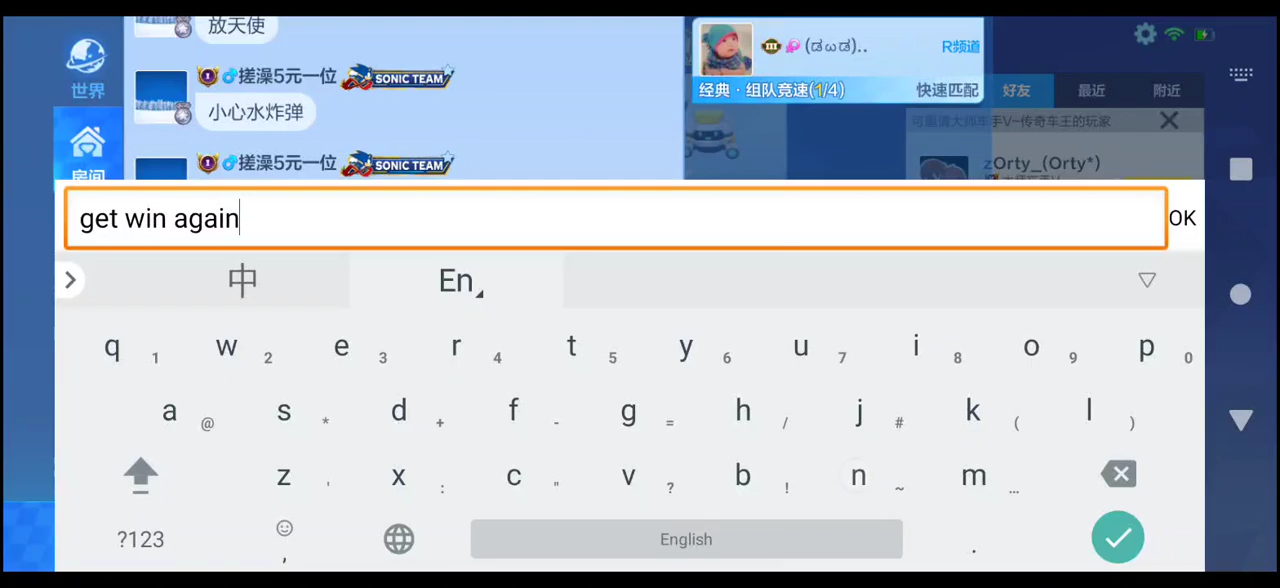 世界
房间
放天使
搓澡5元一位 SONIC TEAM
小心水炸弹
搓澡5元一位 SONIC TEAM
(ಡωಡ).. R频道
经典 · 组队竞速(1/4) 快速匹配
好友 最近 附近
可邀请大师车手V~传奇车王的玩家
zOrty_(Orty*)
get win again OK
中 En
q 1 w 2 e 3 r 4 t 5 y 6 u 7 i 8 o 9 p 0
a @ s * d + f - g = h / j # k ( l )
z ' x : c " v ? b ! n ~ m ...
?123 , English .